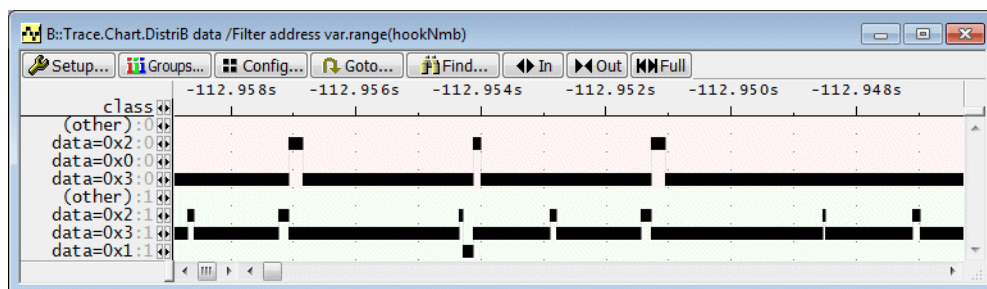 B::Trace.Chart.DistriB data /Filter address var.range(hookNmb)
Setup... Groups... Config... Goto... Find... In Out Full
-112.958s -112.956s -112.954s -112.952s -112.950s -112.948s
class
(other):0
data=0x2:0
data=0x0:0
data=0x3:0
(other):1
data=0x2:1
data=0x3:1
data=0x1:1